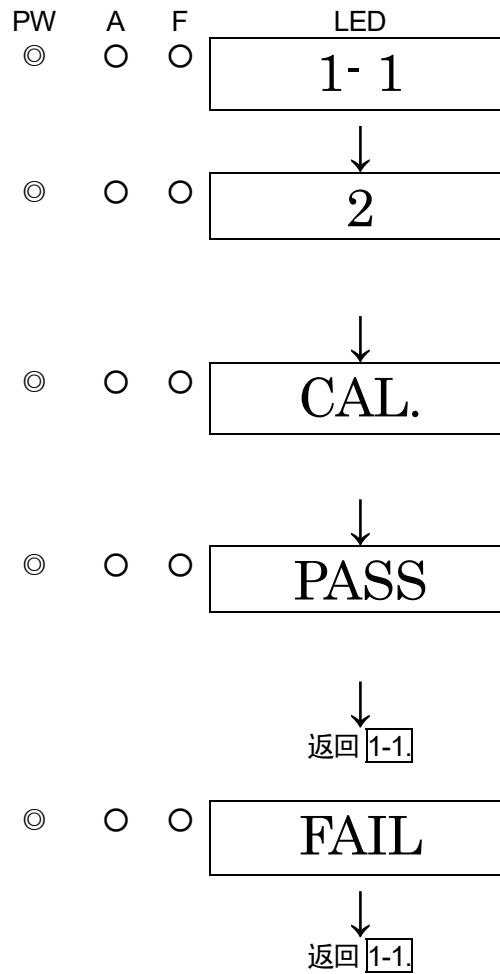 PW A F LED
◎ ○ ○ 1- 1
↓
◎ ○ ○ 2
↓
◎ ○ ○ CAL.
↓
◎ ○ ○ PASS
↓
返回 1-1.
◎ ○ ○ FAIL
↓
返回 1-1.